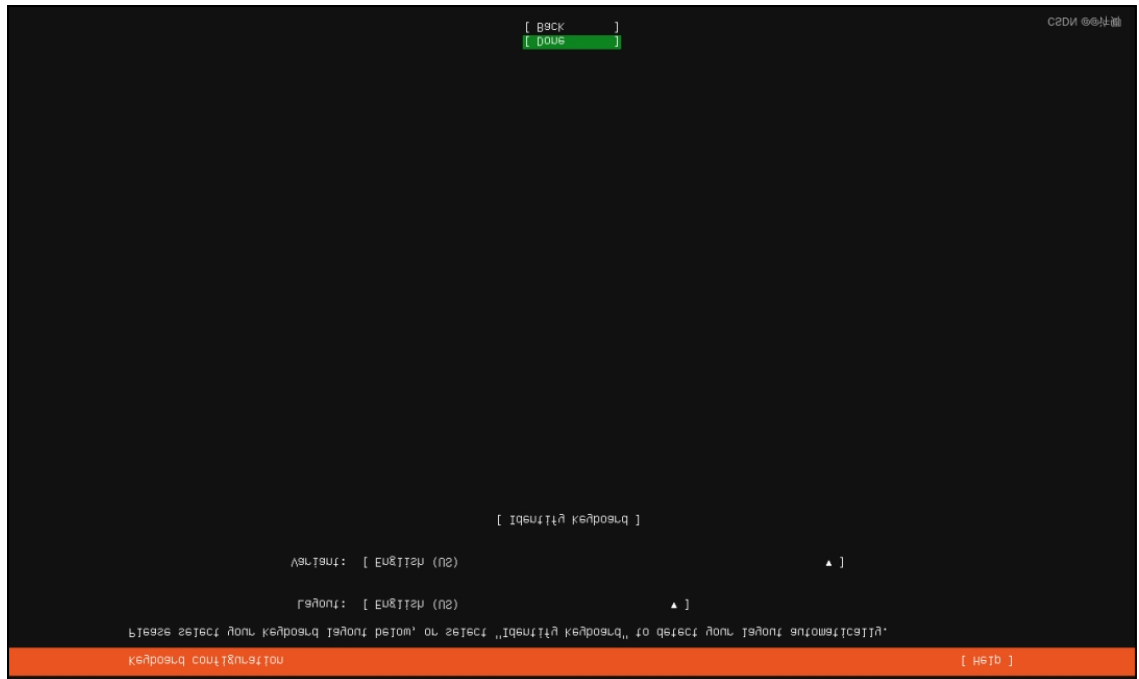 Keyboard configuration [ Help ]
Please select your keyboard layout below, or select "Identify keyboard" to detect your layout automatically.
Layout: [ English (US) ▾ ]
Variant: [ English (US) ▾ ]
[ Identify keyboard ]
[ Done ]
[ Back ]
CSDN @@许